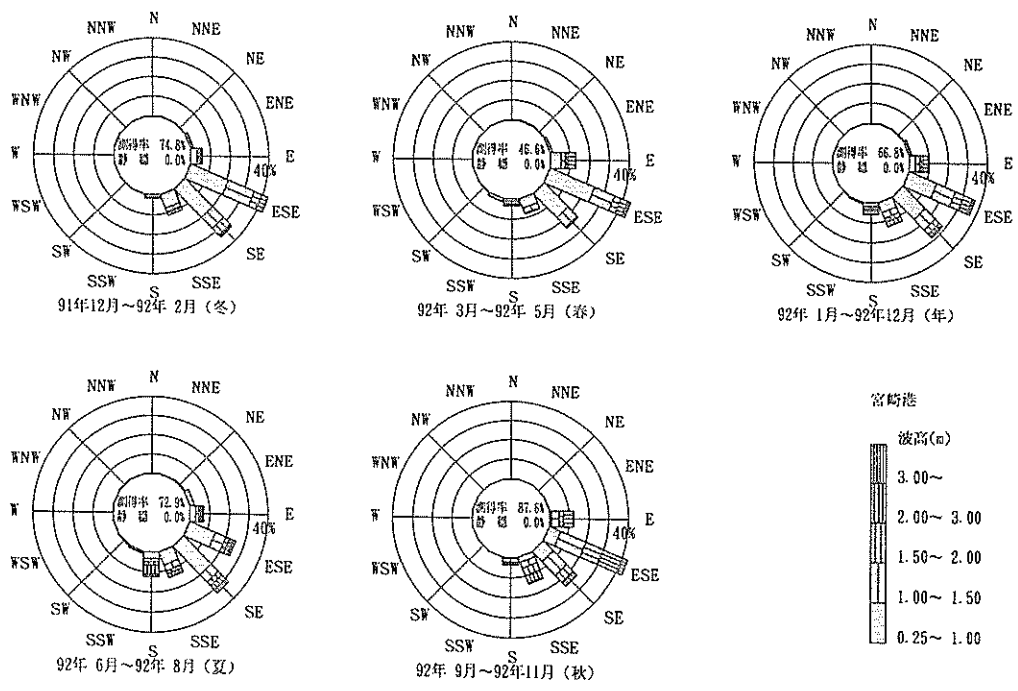 N
NNW NNE
NW NE
WNW ENE
測得率 74.8%
静 穏 0.0%
W E
40%
WSW ESE
SW SE
SSW SSE
S
91年12月～92年 2月 (冬)
N
NNW NNE
NW NE
WNW ENE
測得率 46.6%
静 穏 0.0%
W E
40%
WSW ESE
SW SE
SSW SSE
S
92年 3月～92年 5月 (春)
N
NNW NNE
NW NE
WNW ENE
測得率 66.8%
静 穏 0.0%
W E
40%
WSW ESE
SW SE
SSW SSE
S
92年 1月～92年12月 (年)
N
NNW NNE
NW NE
WNW ENE
測得率 72.9%
静 穏 0.0%
W E
40%
WSW ESE
SW SE
SSW SSE
S
92年 6月～92年 8月 (夏)
N
NNW NNE
NW NE
WNW ENE
測得率 87.6%
静 穏 0.0%
W E
40%
WSW ESE
SW SE
SSW SSE
S
92年 9月～92年11月 (秋)
宮崎港
波高(m)
3.00～
2.00～ 3.00
1.50～ 2.00
1.00～ 1.50
0.25～ 1.00